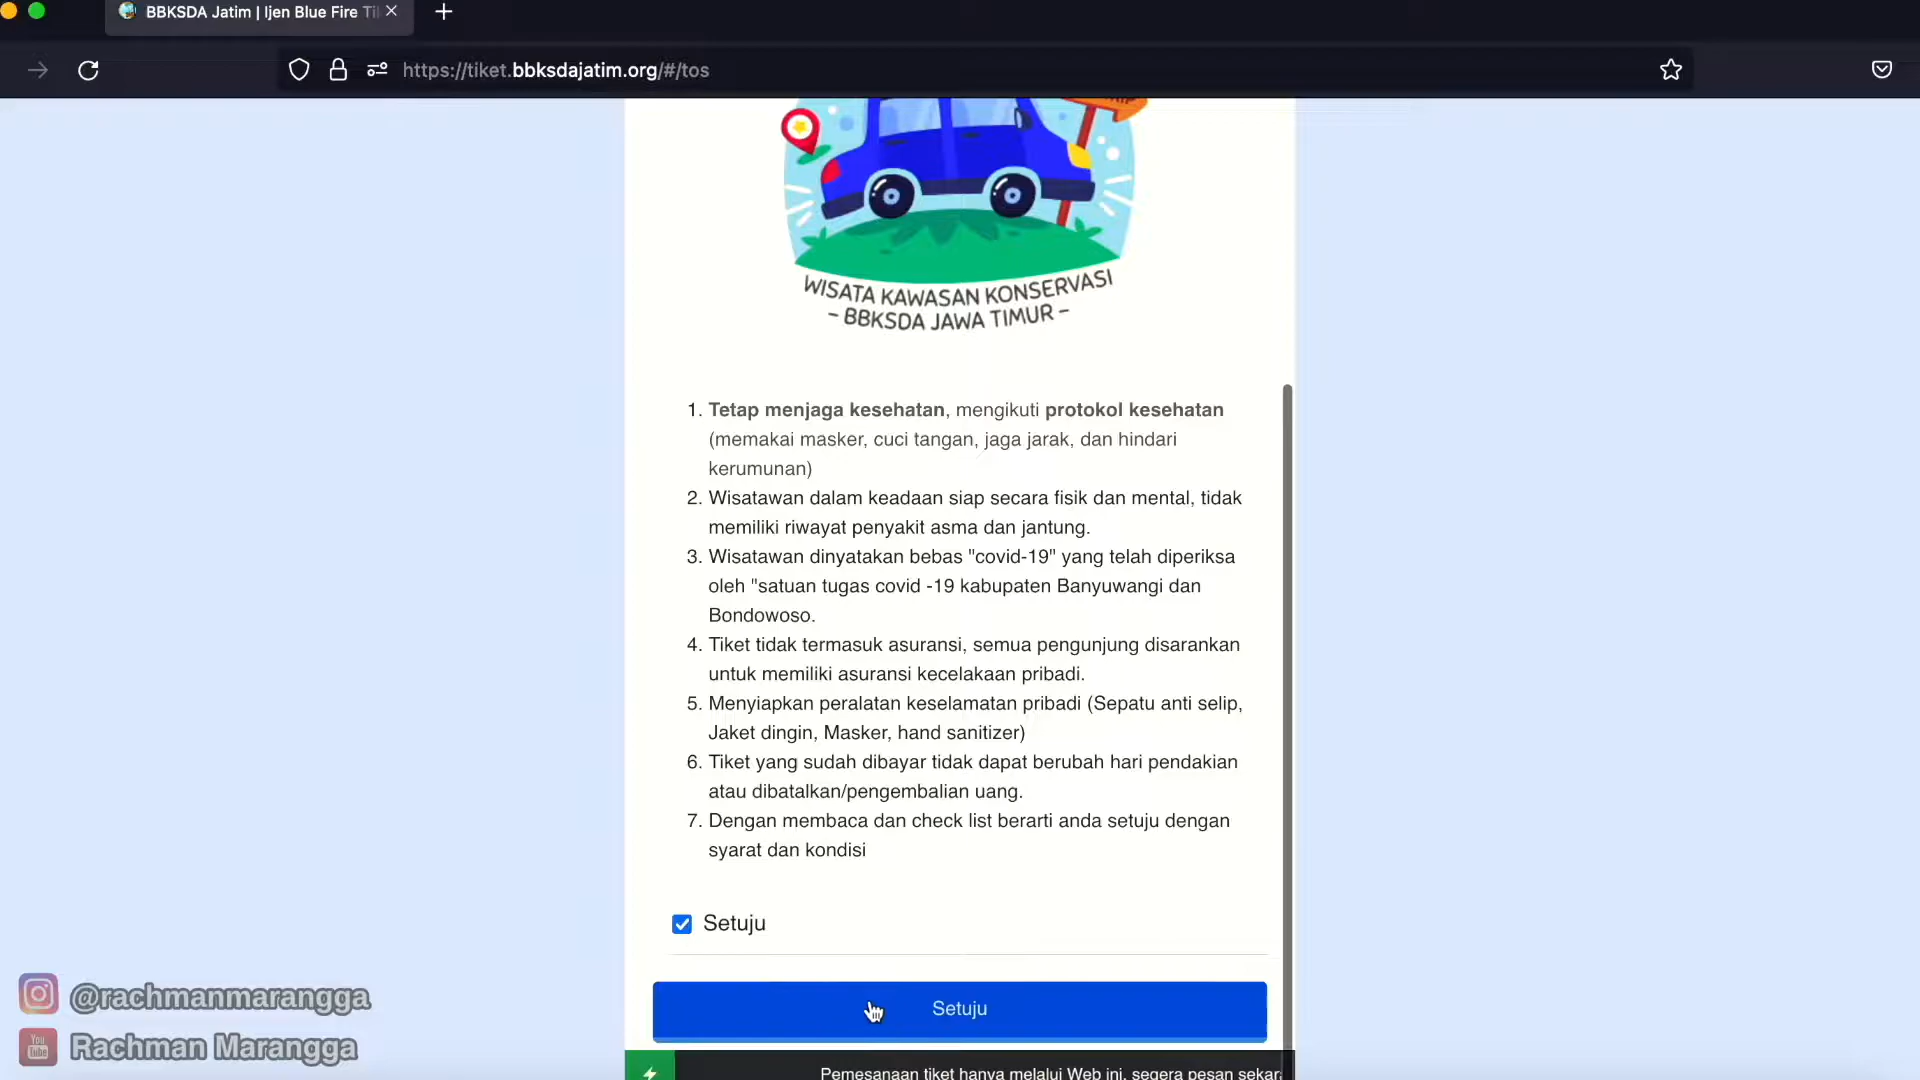 BBKSDA Jatim | Ijen Blue Fire
https://tiket.bbksdajatim.org/#/tos
WISATA KAWASAN KONSERVASI
- BBKSDA JAWA TIMUR -
1. Tetap menjaga kesehatan, mengikuti protokol kesehatan
(memakai masker, cuci tangan, jaga jarak, dan hindari
kerumunan)
2. Wisatawan dalam keadaan siap secara fisik dan mental, tidak
memiliki riwayat penyakit asma dan jantung.
3. Wisatawan dinyatakan bebas "covid-19" yang telah diperiksa
oleh "satuan tugas covid -19 kabupaten Banyuwangi dan
Bondowoso.
4. Tiket tidak termasuk asuransi, semua pengunjung disarankan
untuk memiliki asuransi kecelakaan pribadi.
5. Menyiapkan peralatan keselamatan pribadi (Sepatu anti selip,
Jaket dingin, Masker, hand sanitizer)
6. Tiket yang sudah dibayar tidak dapat berubah hari pendakian
atau dibatalkan/pengembalian uang.
7. Dengan membaca dan check list berarti anda setuju dengan
syarat dan kondisi
Setuju
Setuju
@rachmanmarangga
You Tube
Rachman Marangga
Pemesanaan tiket hanya melalui Web ini, segera pesan